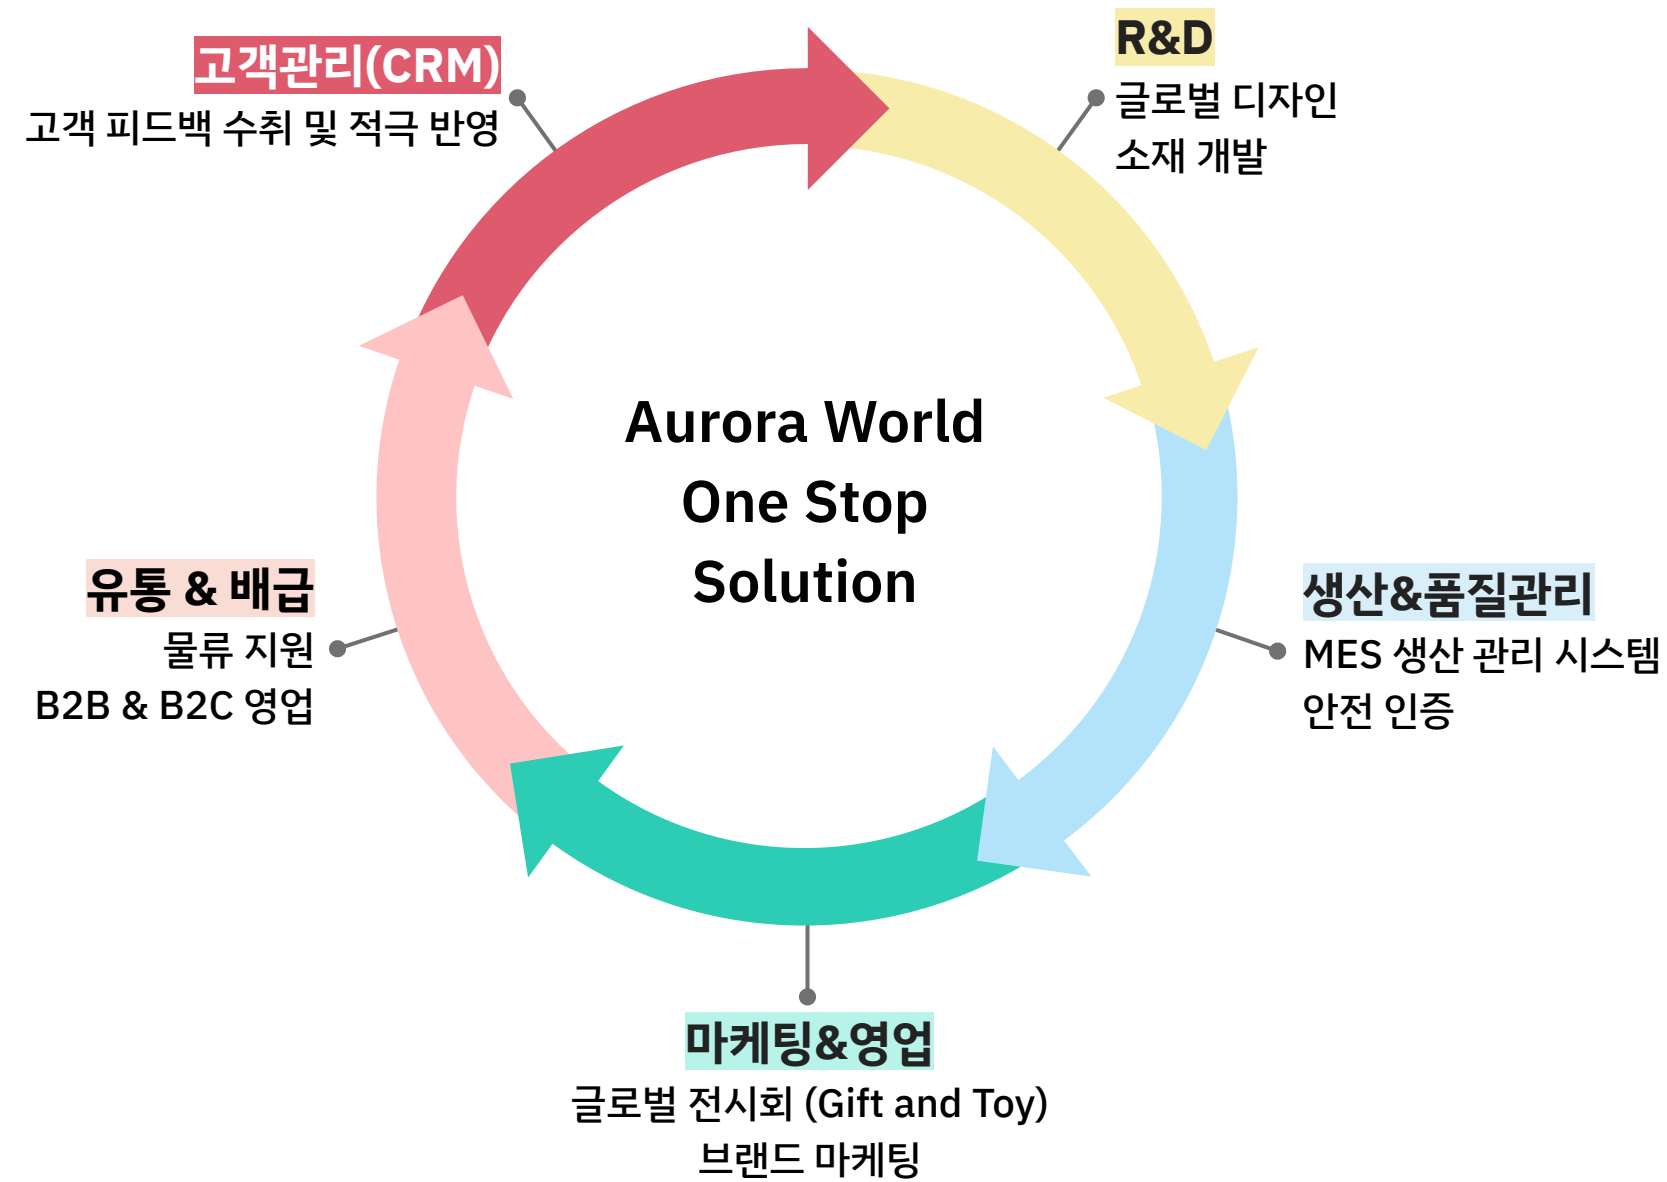 고객관리(CRM)
고객 피드백 수취 및 적극 반영
R&D
글로벌 디자인
소재 개발
Aurora World
One Stop
Solution
유통 & 배급
물류 지원
B2B & B2C 영업
생산&품질관리
MES 생산 관리 시스템
안전 인증
마케팅&영업
글로벌 전시회 (Gift and Toy)
브랜드 마케팅